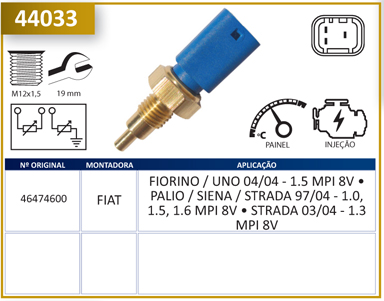 44033
M12x1,5
19 mm
ºC
PAINEL
INJEÇÃO
Nº ORIGINAL
MONTADORA
APLICAÇÃO
46474600
FIAT
FIORINO / UNO 04/04 - 1.5 MPI 8V •
PALIO / SIENA / STRADA 97/04 - 1.0,
1.5, 1.6 MPI 8V • STRADA 03/04 - 1.3
MPI 8V